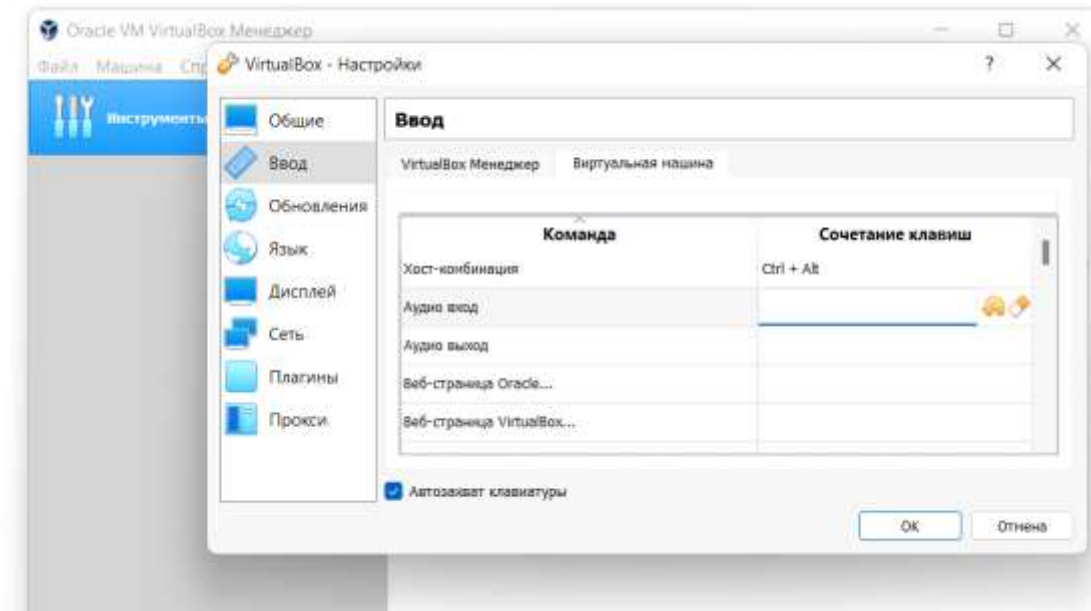 Oracle VM VirtualBox Менеджер
Файл Машина Спр
VirtualBox - Настройки
?
Инструменты
Общие
Ввод
Обновления
Язык
Дисплей
Сеть
Плагины
Прокси
Ввод
VirtualBox Менеджер Виртуальная машина
Команда Сочетание клавиш
Хост-комбинация Ctrl + Alt
Аудио вход
Аудио выход
Веб-страница Oracle...
Веб-страница VirtualBox...
Автозахват клавиатуры
OK Отмена